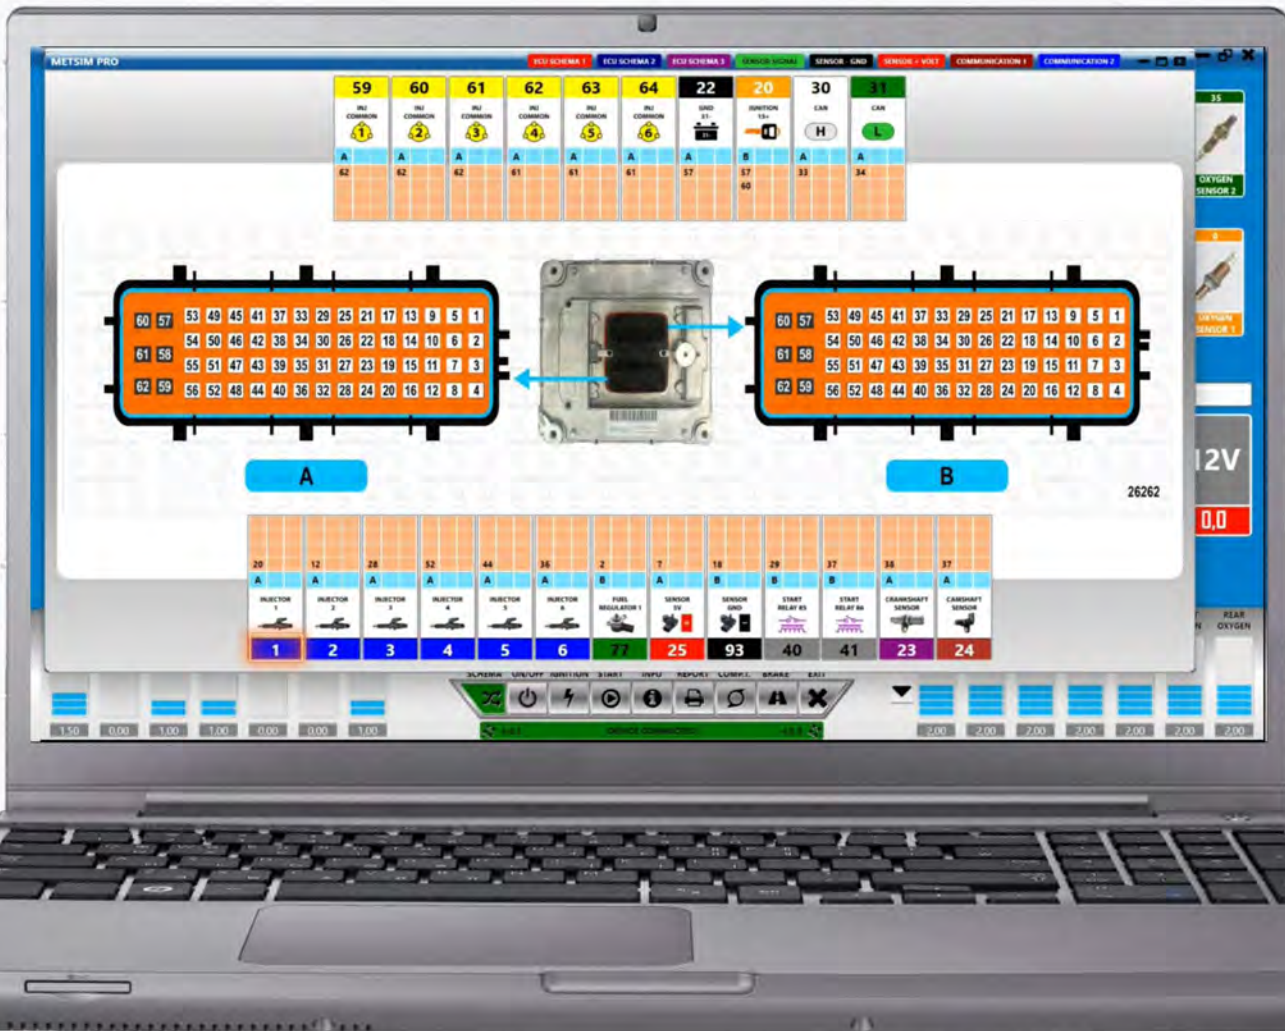 METSIM PRO
ECU SCHEMA 1 ECU SCHEMA 2 ECU SCHEMA 3 SENSOR SIGNAL SENSOR - GND SENSOR + VOLT COMMUNICATION 1 COMMUNICATION 2
59 60 61 62 63 64 22 20 30 31
INJ COMMON INJ COMMON INJ COMMON INJ COMMON INJ COMMON INJ COMMON GND 31- IGNITION 15+ CAN CAN
1 2 3 4 5 6 31- H L
A A A A A A A B A A
62 62 62 61 61 61 57 57 33 34
60
35
OXYGEN SENSOR 2
0
OXYGEN SENSOR 1
60 57 53 49 45 41 37 33 29 25 21 17 13 9 5 1
54 50 46 42 38 34 30 26 22 18 14 10 6 2
61 58 55 51 47 43 39 35 31 27 23 19 15 11 7 3
62 59 56 52 48 44 40 36 32 28 24 20 16 12 8 4
A
60 57 53 49 45 41 37 33 29 25 21 17 13 9 5 1
54 50 46 42 38 34 30 26 22 18 14 10 6 2
61 58 55 51 47 43 39 35 31 27 23 19 15 11 7 3
62 59 56 52 48 44 40 36 32 28 24 20 16 12 8 4
B
26262
12V
0,0
20 12 28 52 44 36 2 7 18 29 37 38 37
A A A A A A B A B B B A A
INJECTOR 1 INJECTOR 2 INJECTOR 3 INJECTOR 4 INJECTOR 5 INJECTOR 6 FUEL REGULATOR 1 SENSOR 5V SENSOR GND START RELAY 85 START RELAY 86 CRANKSHAFT SENSOR CAMSHAFT SENSOR
1 2 3 4 5 6 77 25 93 40 41 23 24
REAR OXYGEN
SCHEMA ON/OFF IGNITION START INFO REPORT COMP.T. BRAKE EXIT
1.50 0.00 1.00 1.00 0.00 0.00 1.00
DEVICE CONNECTED
2.00 2.00 2.00 2.00 2.00 2.00 2.00